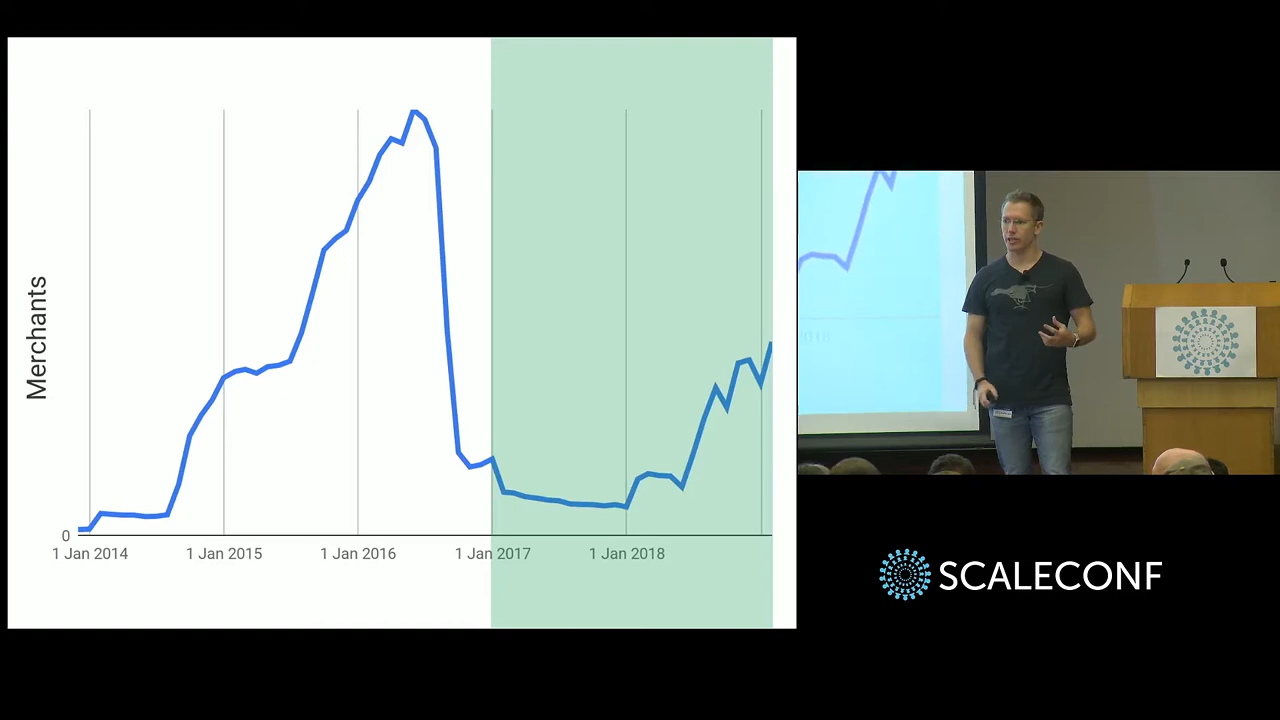 Merchants
0
1 Jan 2014
1 Jan 2015
1 Jan 2016
1 Jan 2017
1 Jan 2018
SCALECONF